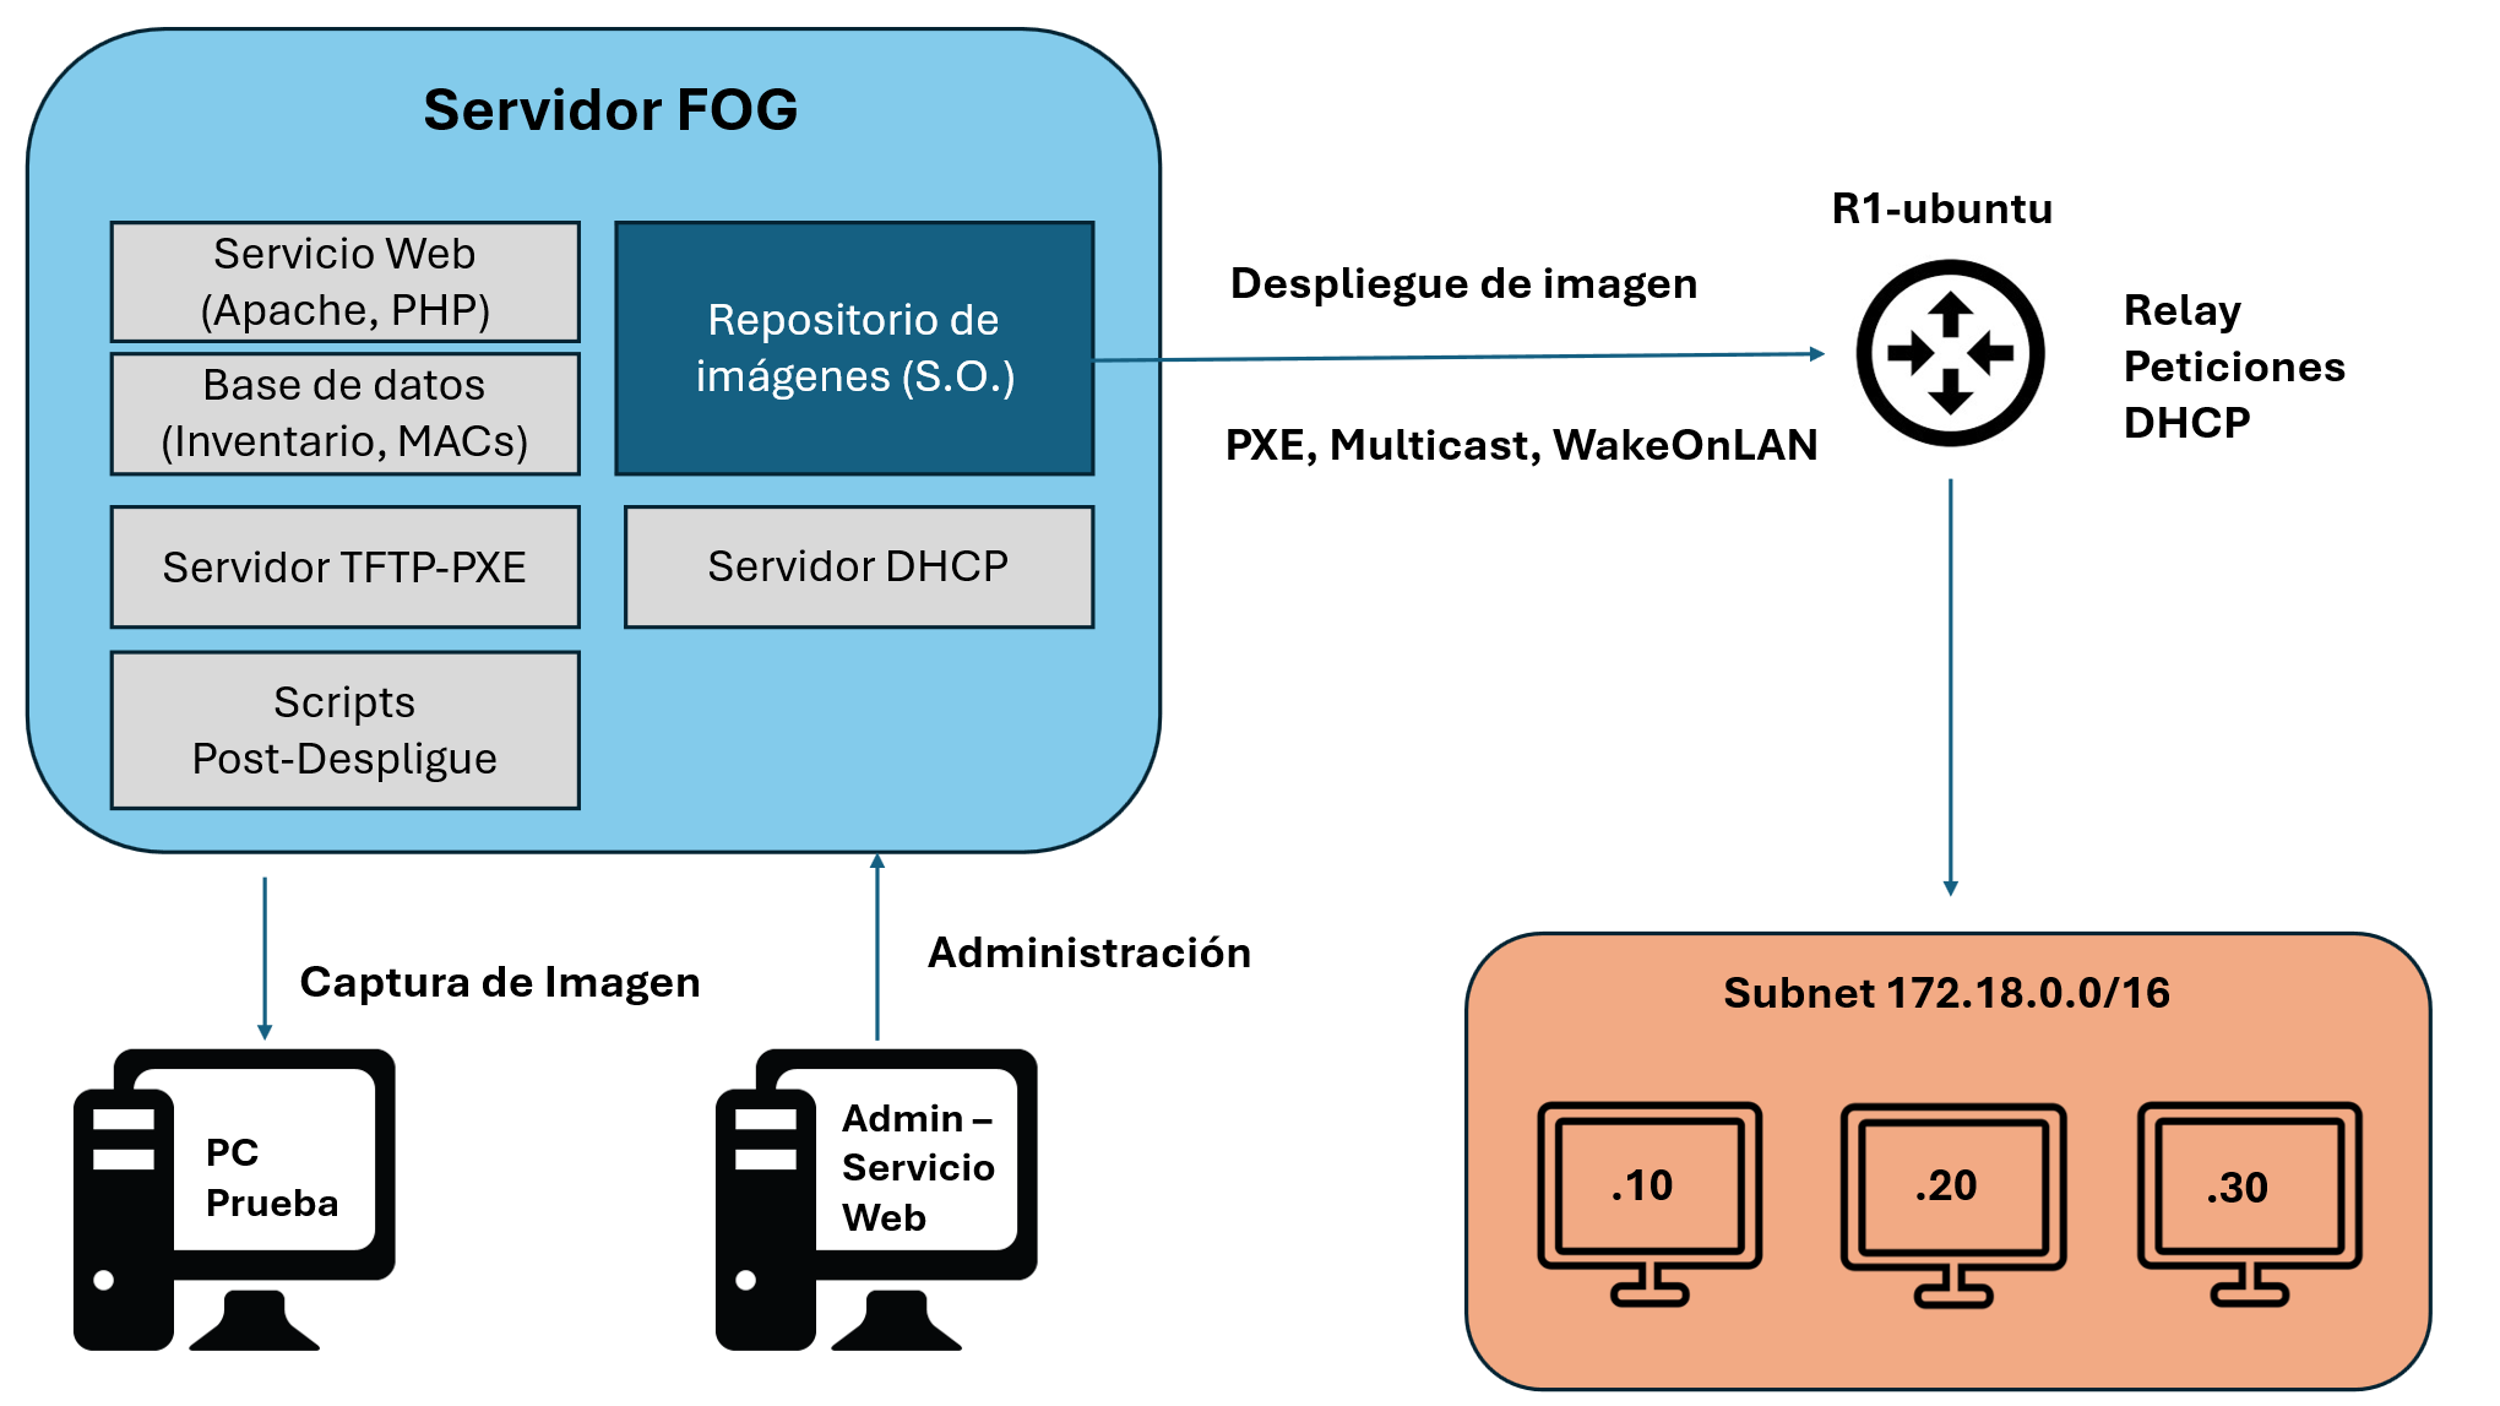 Servidor FOG
Servicio Web
(Apache, PHP)
Base de datos
(Inventario, MACs)
Servidor TFTP-PXE
Scripts
Post-Despligue
Repositorio de
imágenes (S.O.)
Servidor DHCP
Despliegue de imagen
PXE, Multicast, WakeOnLAN
R1-ubuntu
Relay
Peticiones
DHCP
Captura de Imagen
Administración
PC
Prueba
Admin –
Servicio
Web
Subnet 172.18.0.0/16
.10
.20
.30